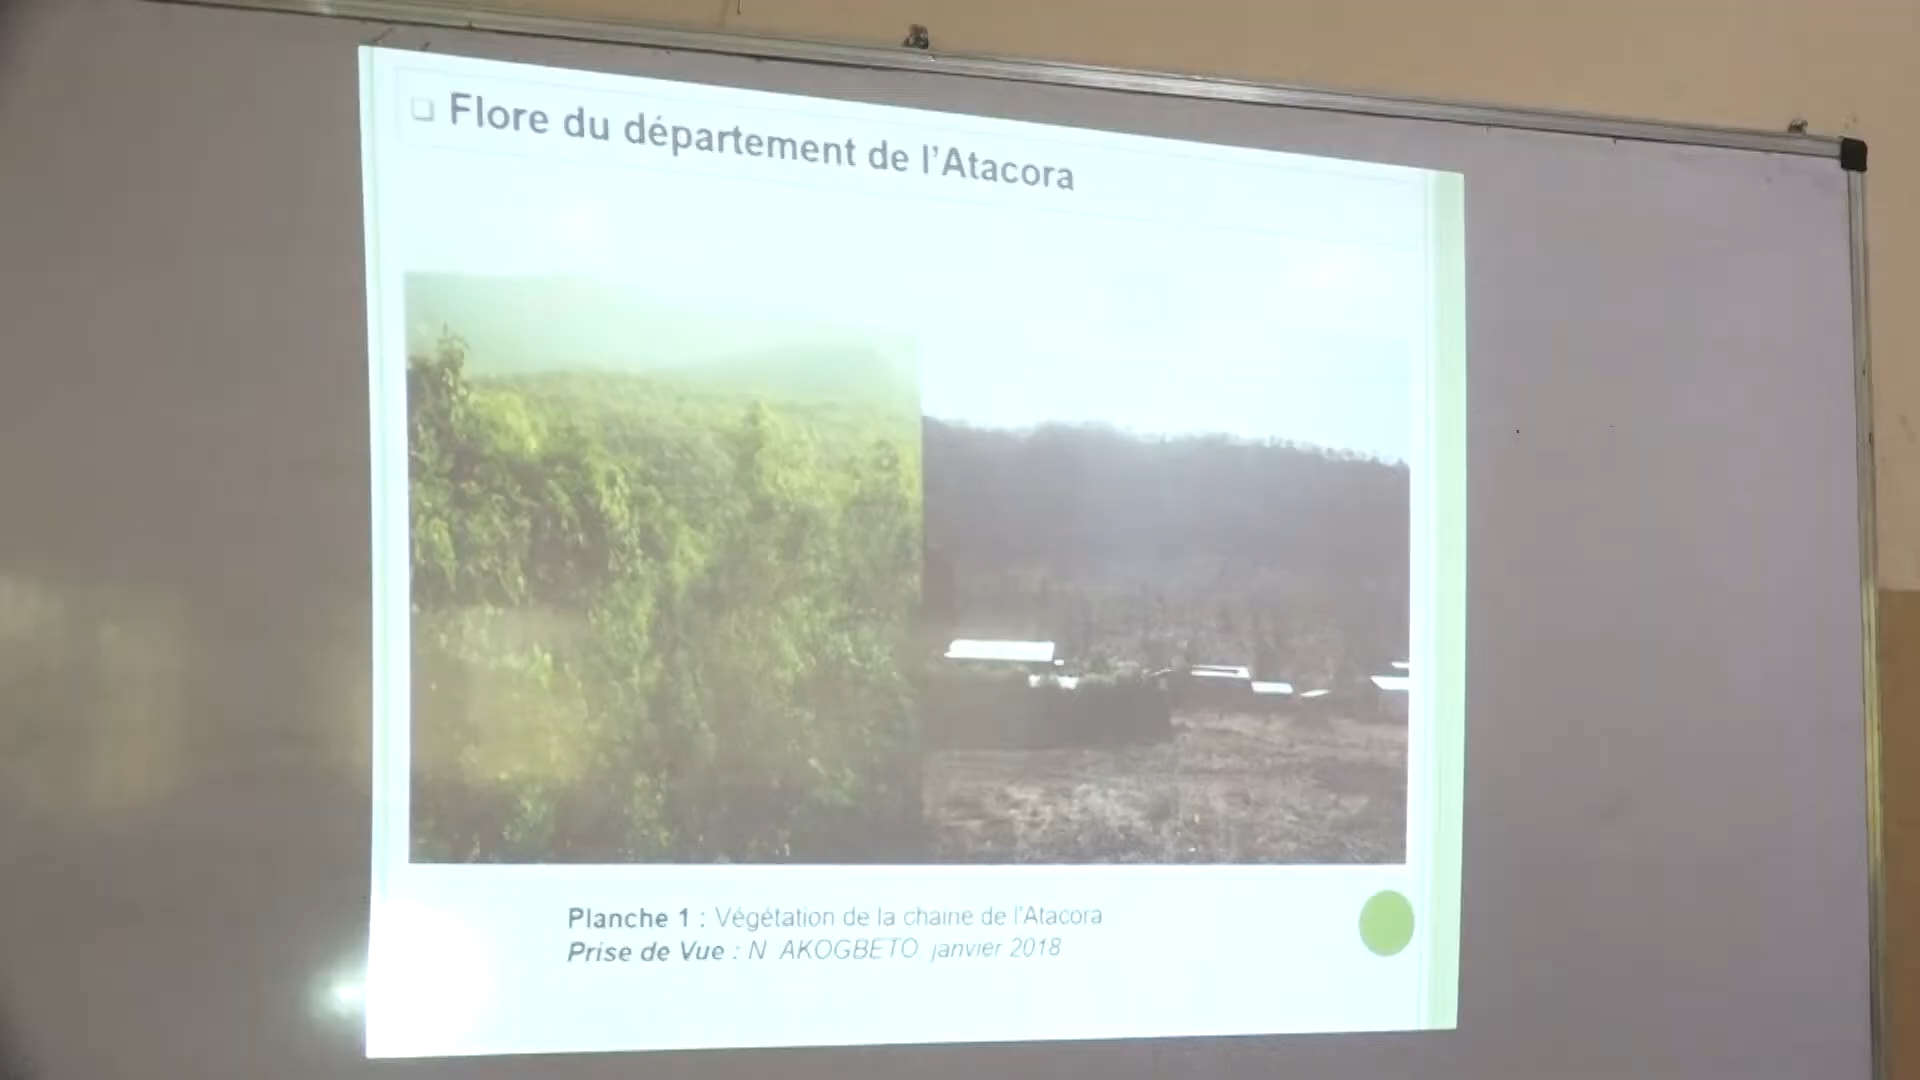 Flore du département de l'Atacora
Planche 1 : Végétation de la chaine de l'Atacora
Prise de Vue : N AKOGBETO janvier 2018